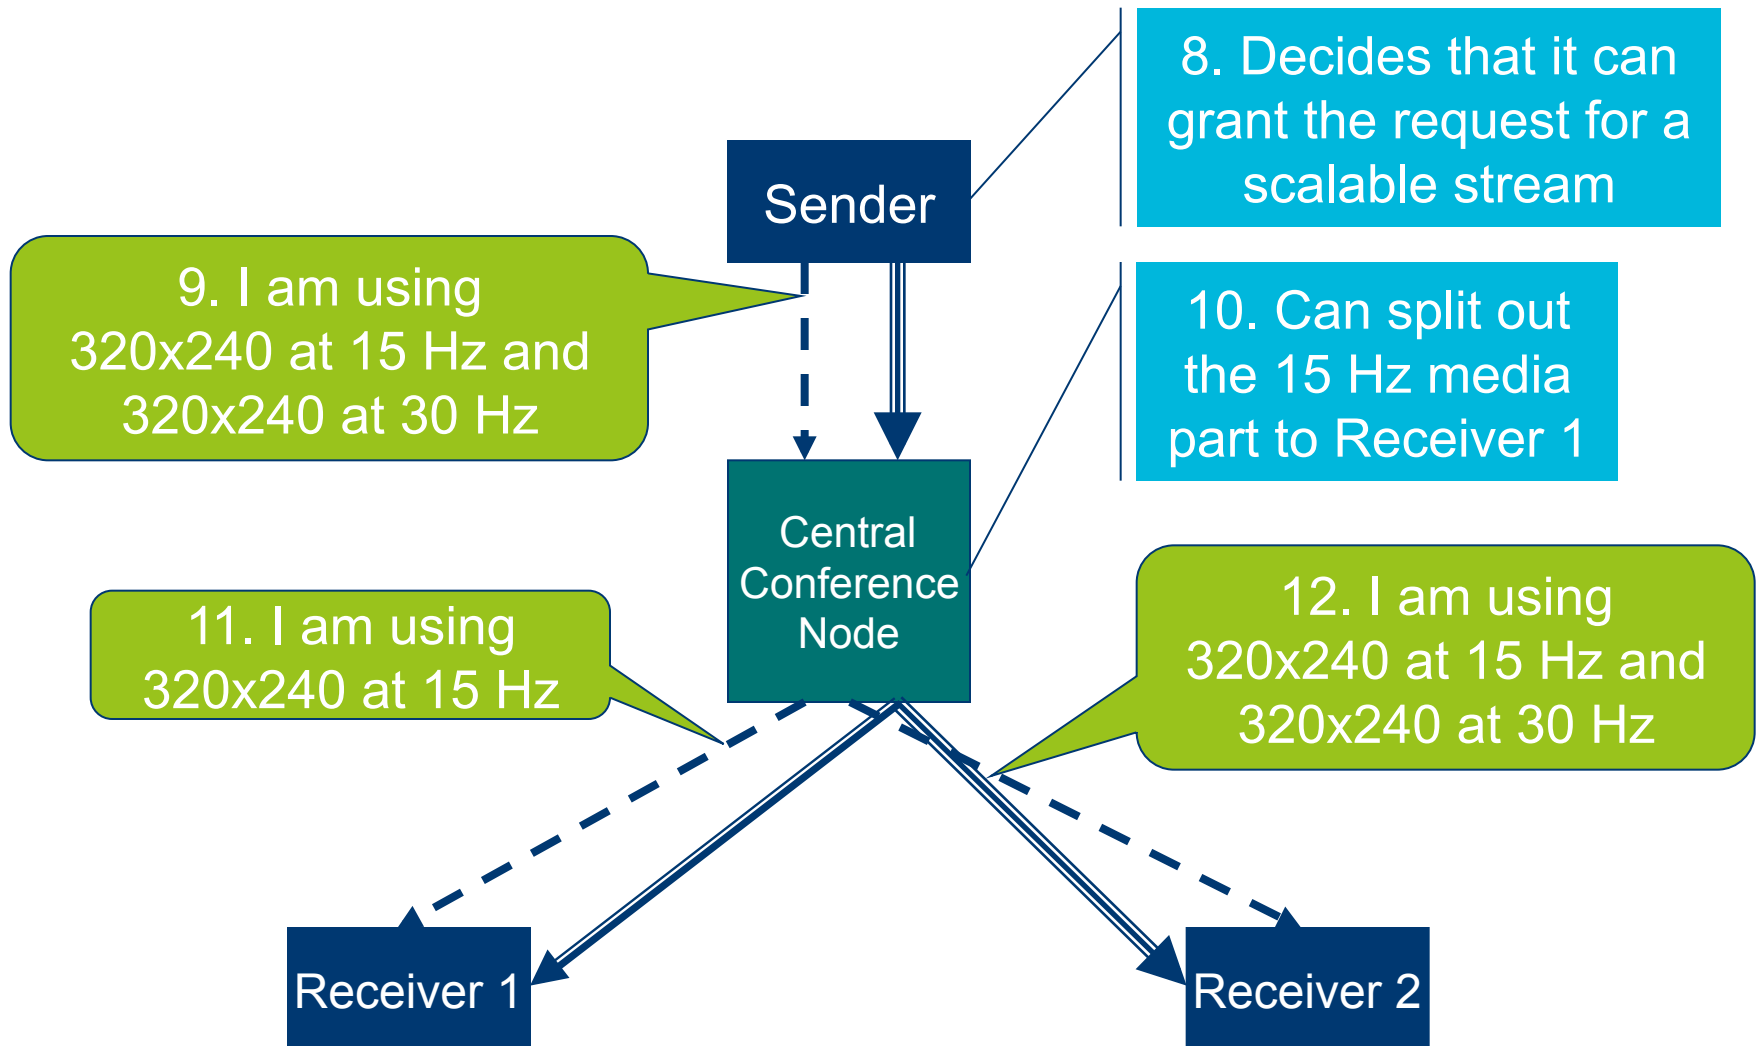 8. Decides that it can
grant the request for a
scalable stream
Sender
9. I am using
320x240 at 15 Hz and
320x240 at 30 Hz
10. Can split out
the 15 Hz media
part to Receiver 1
Central
Conference
Node
11. I am using
320x240 at 15 Hz
12. I am using
320x240 at 15 Hz and
320x240 at 30 Hz
Receiver 1
Receiver 2